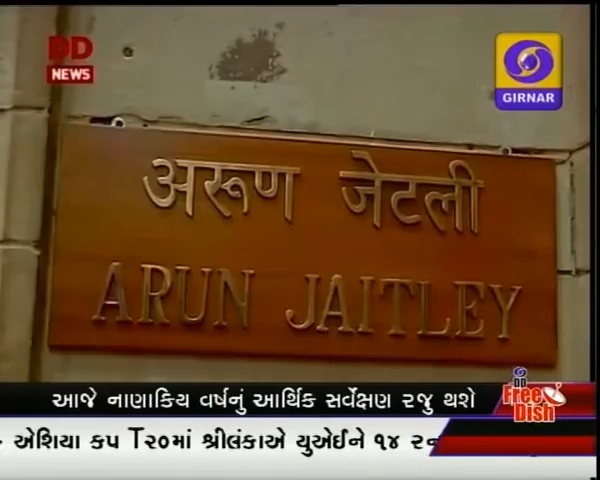 DD
NEWS
GIRNAR
अरूण जेटली
ARUN JAITLEY
આજે નાણાકિય વર્ષનું આર્થિક સર્વેક્ષણ રજુ થશે
DD
Free
Dish
એશિયા કપ T૨૦માં શ્રીલંકાએ યુએઈને ૧૪